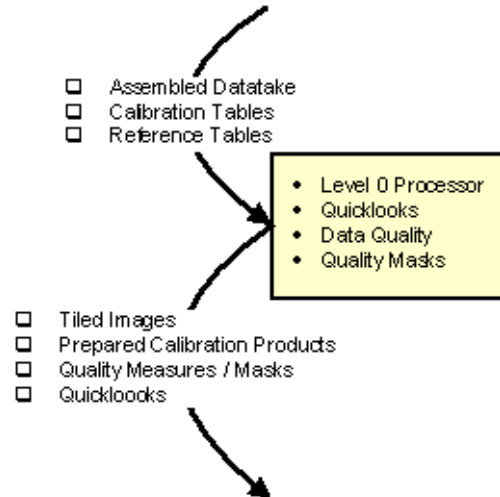 Assembled Datatake
Calibration Tables
Reference Tables
• Level 0 Processor
• Quicklooks
• Data Quality
• Quality Masks
Tiled Images
Prepared Calibration Products
Quality Measures / Masks
Quickloooks